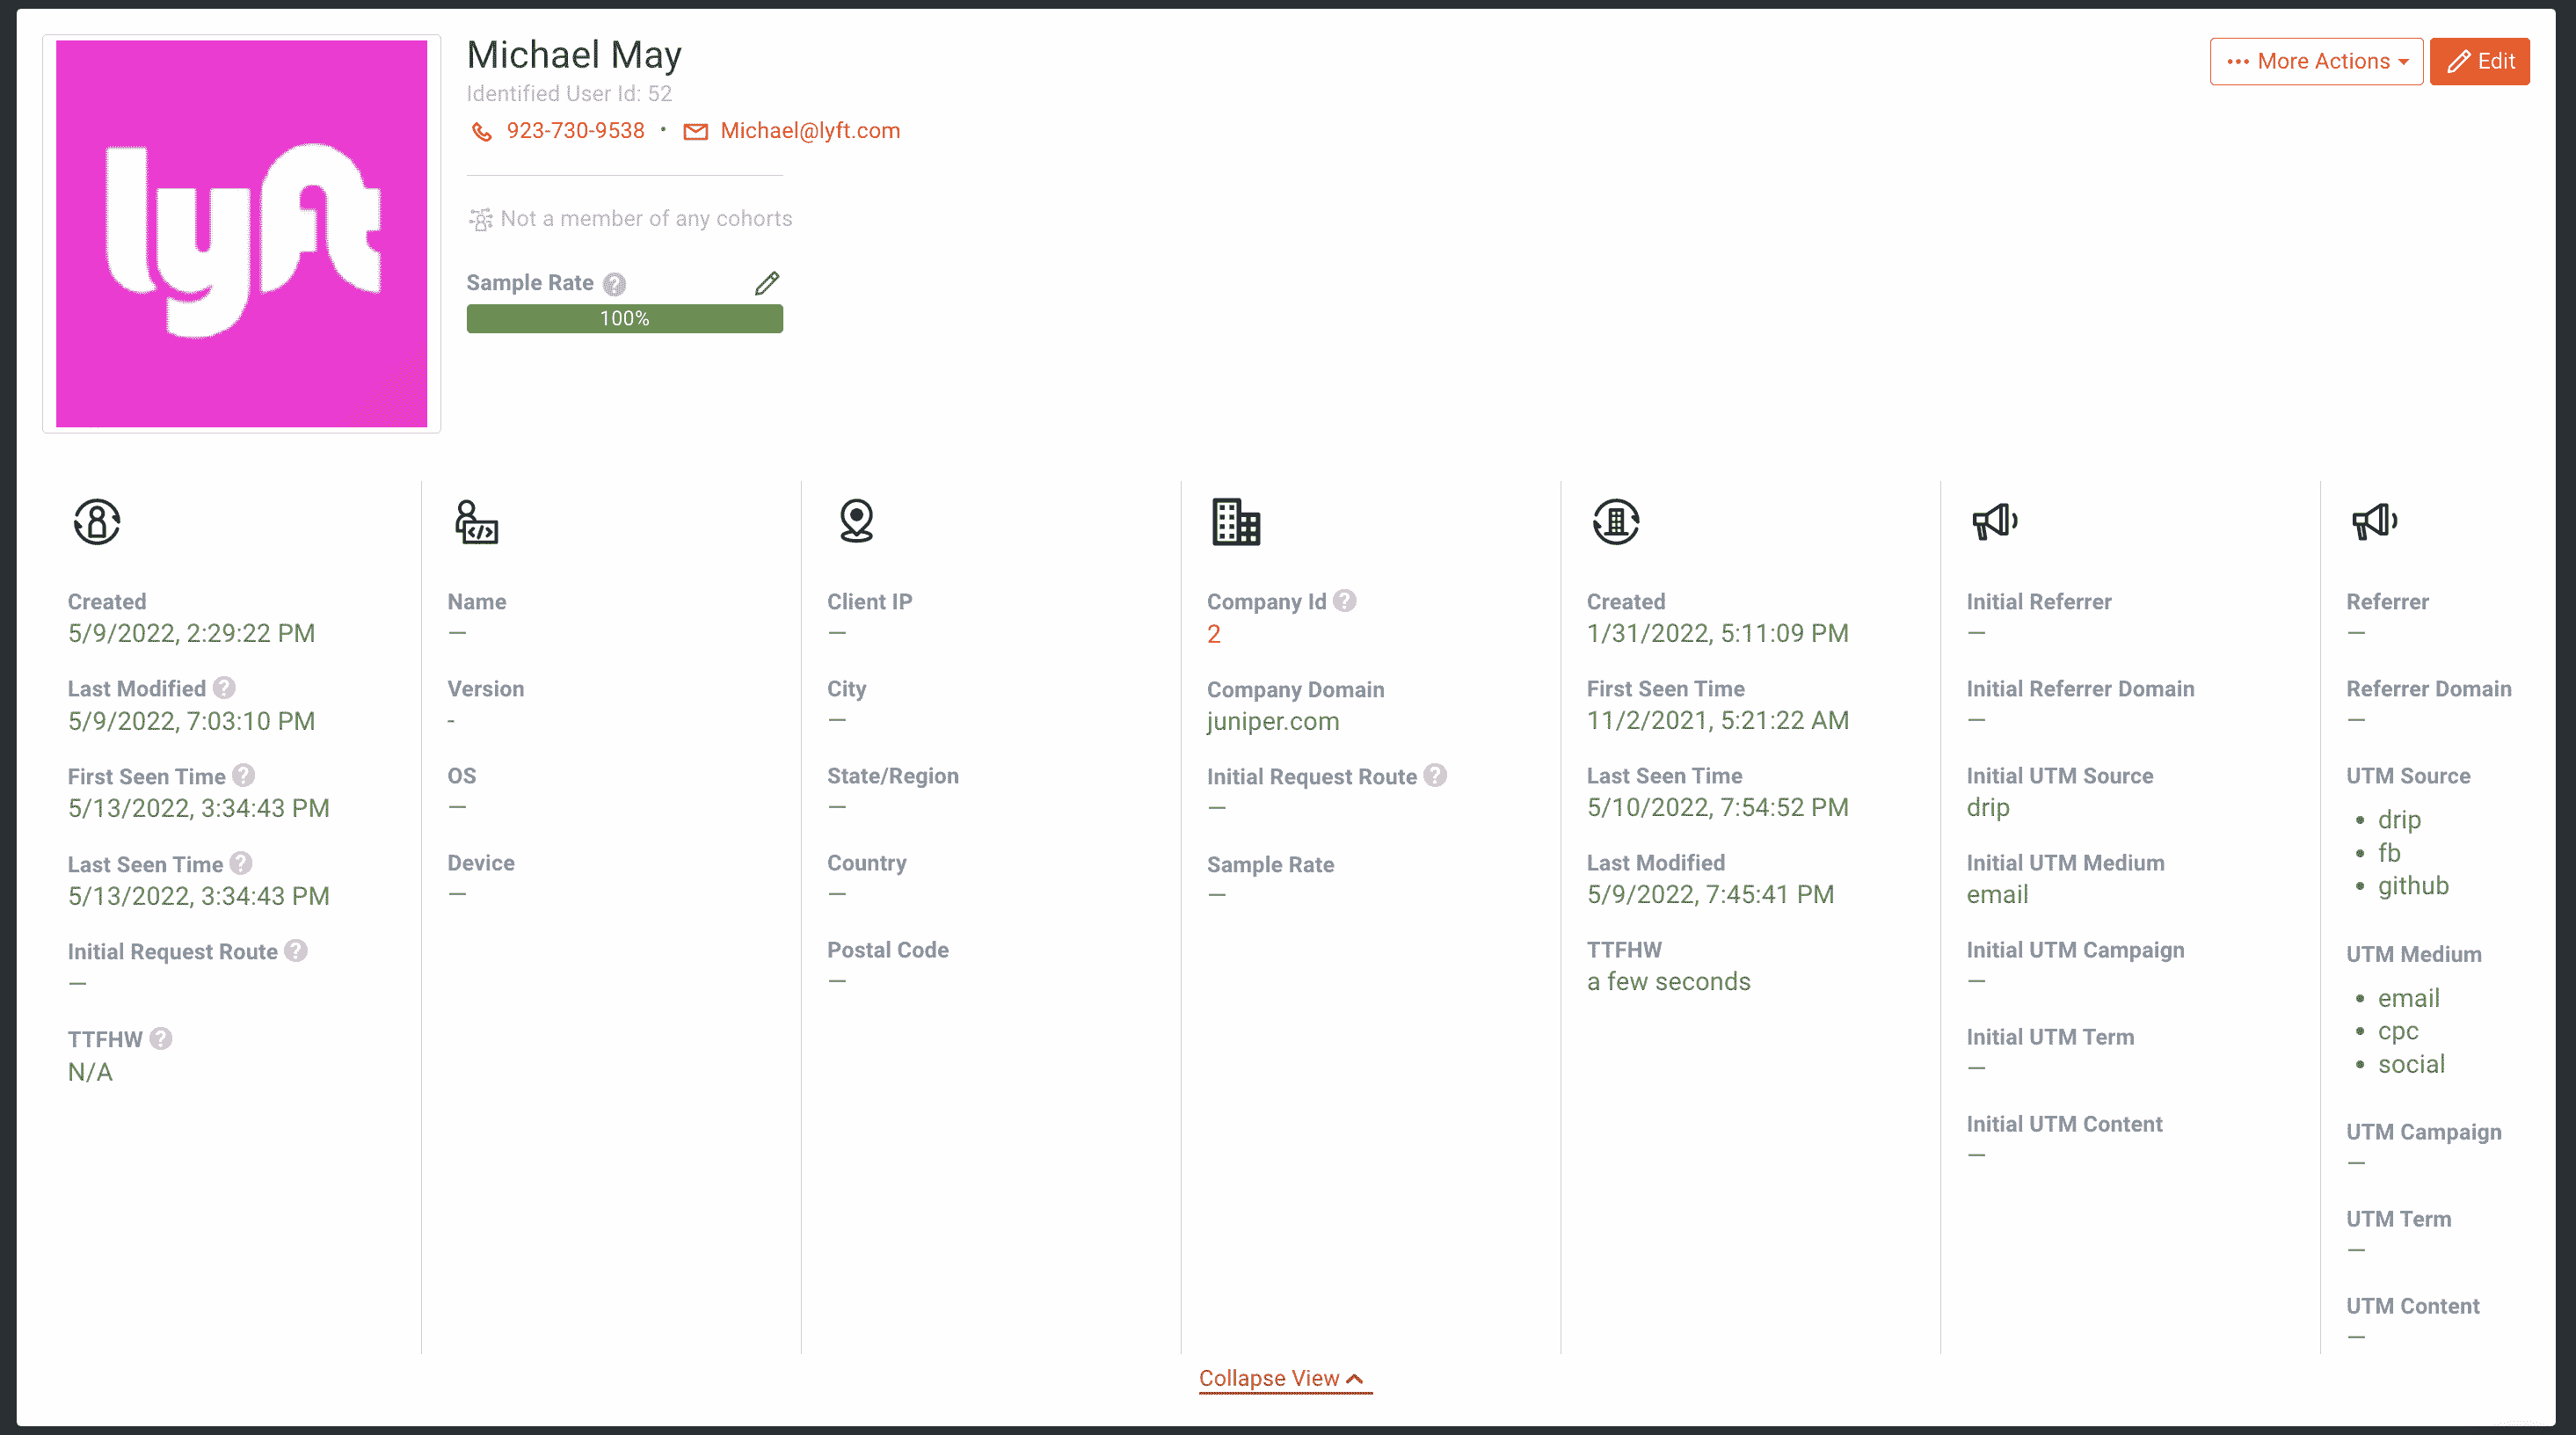 lyft
Michael May
Identified User Id: 52
923-730-9538 • Michael@lyft.com
Not a member of any cohorts
Sample Rate ?
100%
••• More Actions
Edit
Created
5/9/2022, 2:29:22 PM
Last Modified ?
5/9/2022, 7:03:10 PM
First Seen Time ?
5/13/2022, 3:34:43 PM
Last Seen Time ?
5/13/2022, 3:34:43 PM
Initial Request Route ?
—
TTFHW ?
N/A
</>
Name
—
Version
-
OS
—
Device
—
Client IP
—
City
—
State/Region
—
Country
—
Postal Code
—
Company Id ?
2
Company Domain
juniper.com
Initial Request Route ?
—
Sample Rate
—
Created
1/31/2022, 5:11:09 PM
First Seen Time
11/2/2021, 5:21:22 AM
Last Seen Time
5/10/2022, 7:54:52 PM
Last Modified
5/9/2022, 7:45:41 PM
TTFHW
a few seconds
Initial Referrer
—
Initial Referrer Domain
—
Initial UTM Source
drip
Initial UTM Medium
email
Initial UTM Campaign
—
Initial UTM Term
—
Initial UTM Content
—
Referrer
—
Referrer Domain
—
UTM Source
• drip
• fb
• github
UTM Medium
• email
• cpc
• social
UTM Campaign
—
UTM Term
—
UTM Content
—
Collapse View